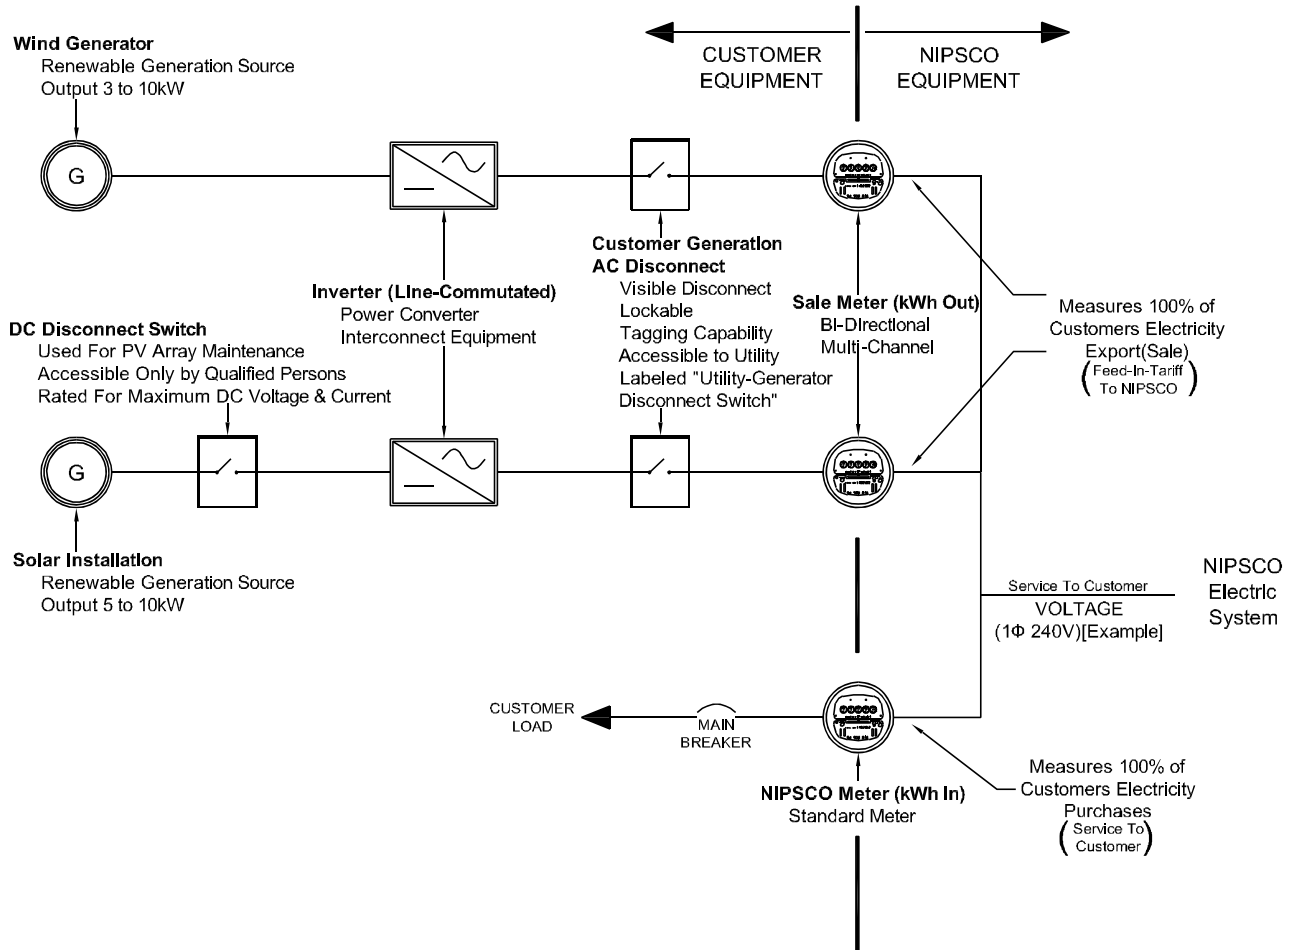 Wind Generator
Renewable Generation Source
Output 3 to 10kW
CUSTOMER
EQUIPMENT
NIPSCO
EQUIPMENT
G
Customer Generation
AC Disconnect
Visible Disconnect
Lockable
Tagging Capability
Accessible to Utility
Labeled "Utility-Generator
Disconnect Switch"
Inverter (Line-Commutated)
Power Converter
Interconnect Equipment
Sale Meter (kWh Out)
Bi-Directional
Multi-Channel
Measures 100% of
Customers Electricity
Export(Sale)
(Feed-In-Tariff
To NIPSCO)
DC Disconnect Switch
Used For PV Array Maintenance
Accessible Only by Qualified Persons
Rated For Maximum DC Voltage & Current
G
Solar Installation
Renewable Generation Source
Output 5 to 10kW
Service To Customer
VOLTAGE
(1Φ 240V)[Example]
NIPSCO
Electric
System
CUSTOMER
LOAD
MAIN
BREAKER
NIPSCO Meter (kWh In)
Standard Meter
Measures 100% of
Customers Electricity
Purchases
(Service To
Customer)